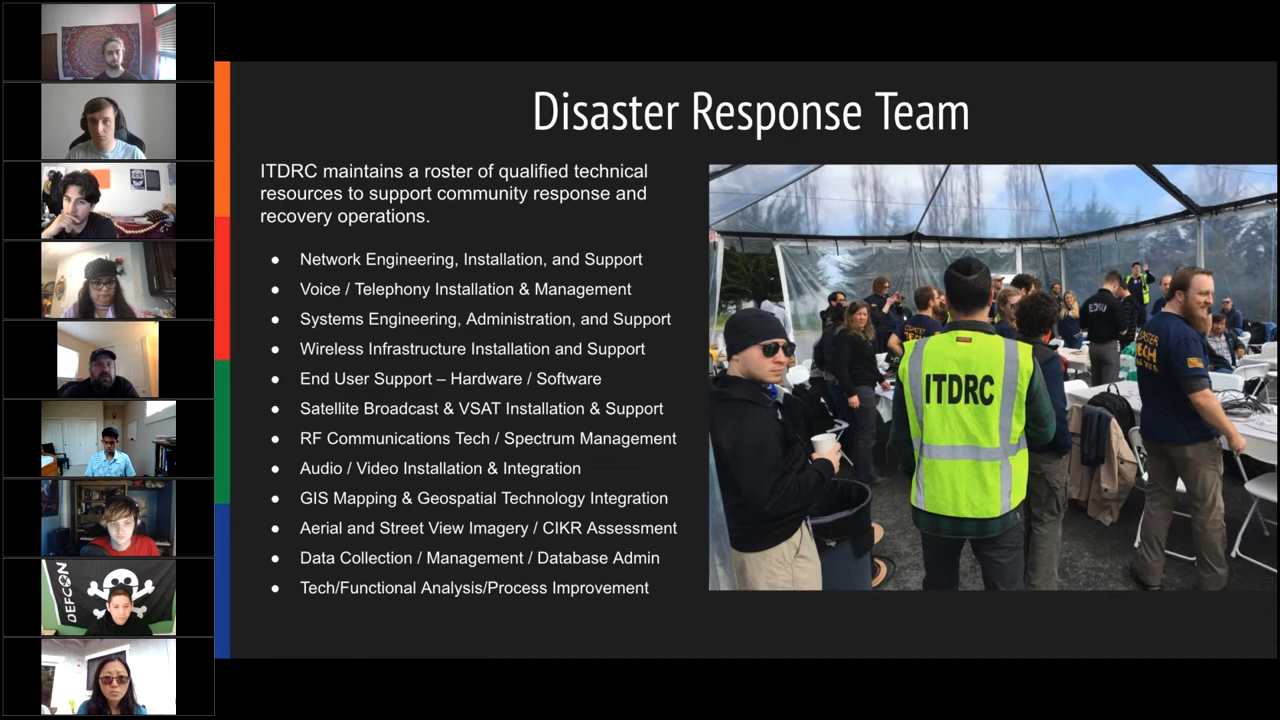 Disaster Response Team
ITDRC maintains a roster of qualified technical
resources to support community response and
recovery operations.
● Network Engineering, Installation, and Support
● Voice / Telephony Installation & Management
● Systems Engineering, Administration, and Support
● Wireless Infrastructure Installation and Support
● End User Support – Hardware / Software
● Satellite Broadcast & VSAT Installation & Support
● RF Communications Tech / Spectrum Management
● Audio / Video Installation & Integration
● GIS Mapping & Geospatial Technology Integration
● Aerial and Street View Imagery / CIKR Assessment
● Data Collection / Management / Database Admin
● Tech/Functional Analysis/Process Improvement
ITDRC
DISASTER
TECH
DEFCON